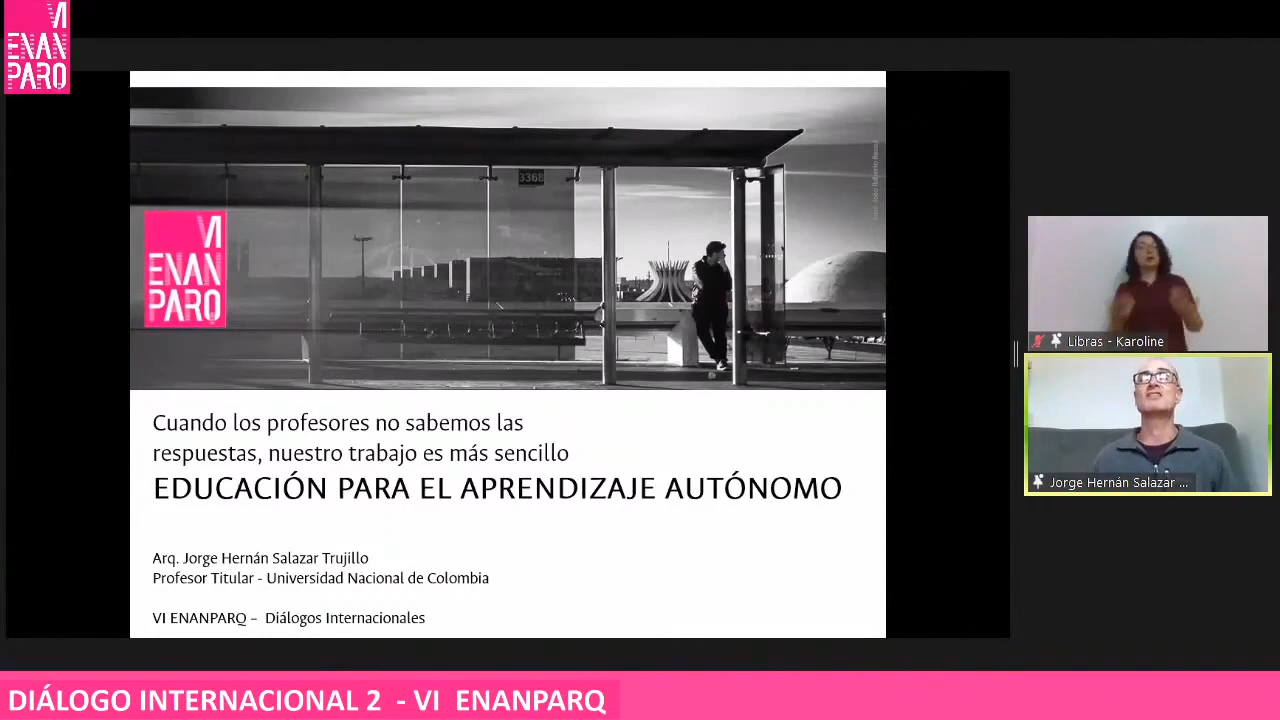 VI
ENAN
PARQ
3368
VI
ENAN
PARQ
Cuando los profesores no sabemos las
respuestas, nuestro trabajo es más sencillo
EDUCACIÓN PARA EL APRENDIZAJE AUTÓNOMO
Arq. Jorge Hernán Salazar Trujillo
Profesor Titular - Universidad Nacional de Colombia
VI ENANPARQ – Diálogos Internacionales
Libras - Karoline
Jorge Hernán Salazar ...
DIÁLOGO INTERNACIONAL 2 - VI ENANPARQ